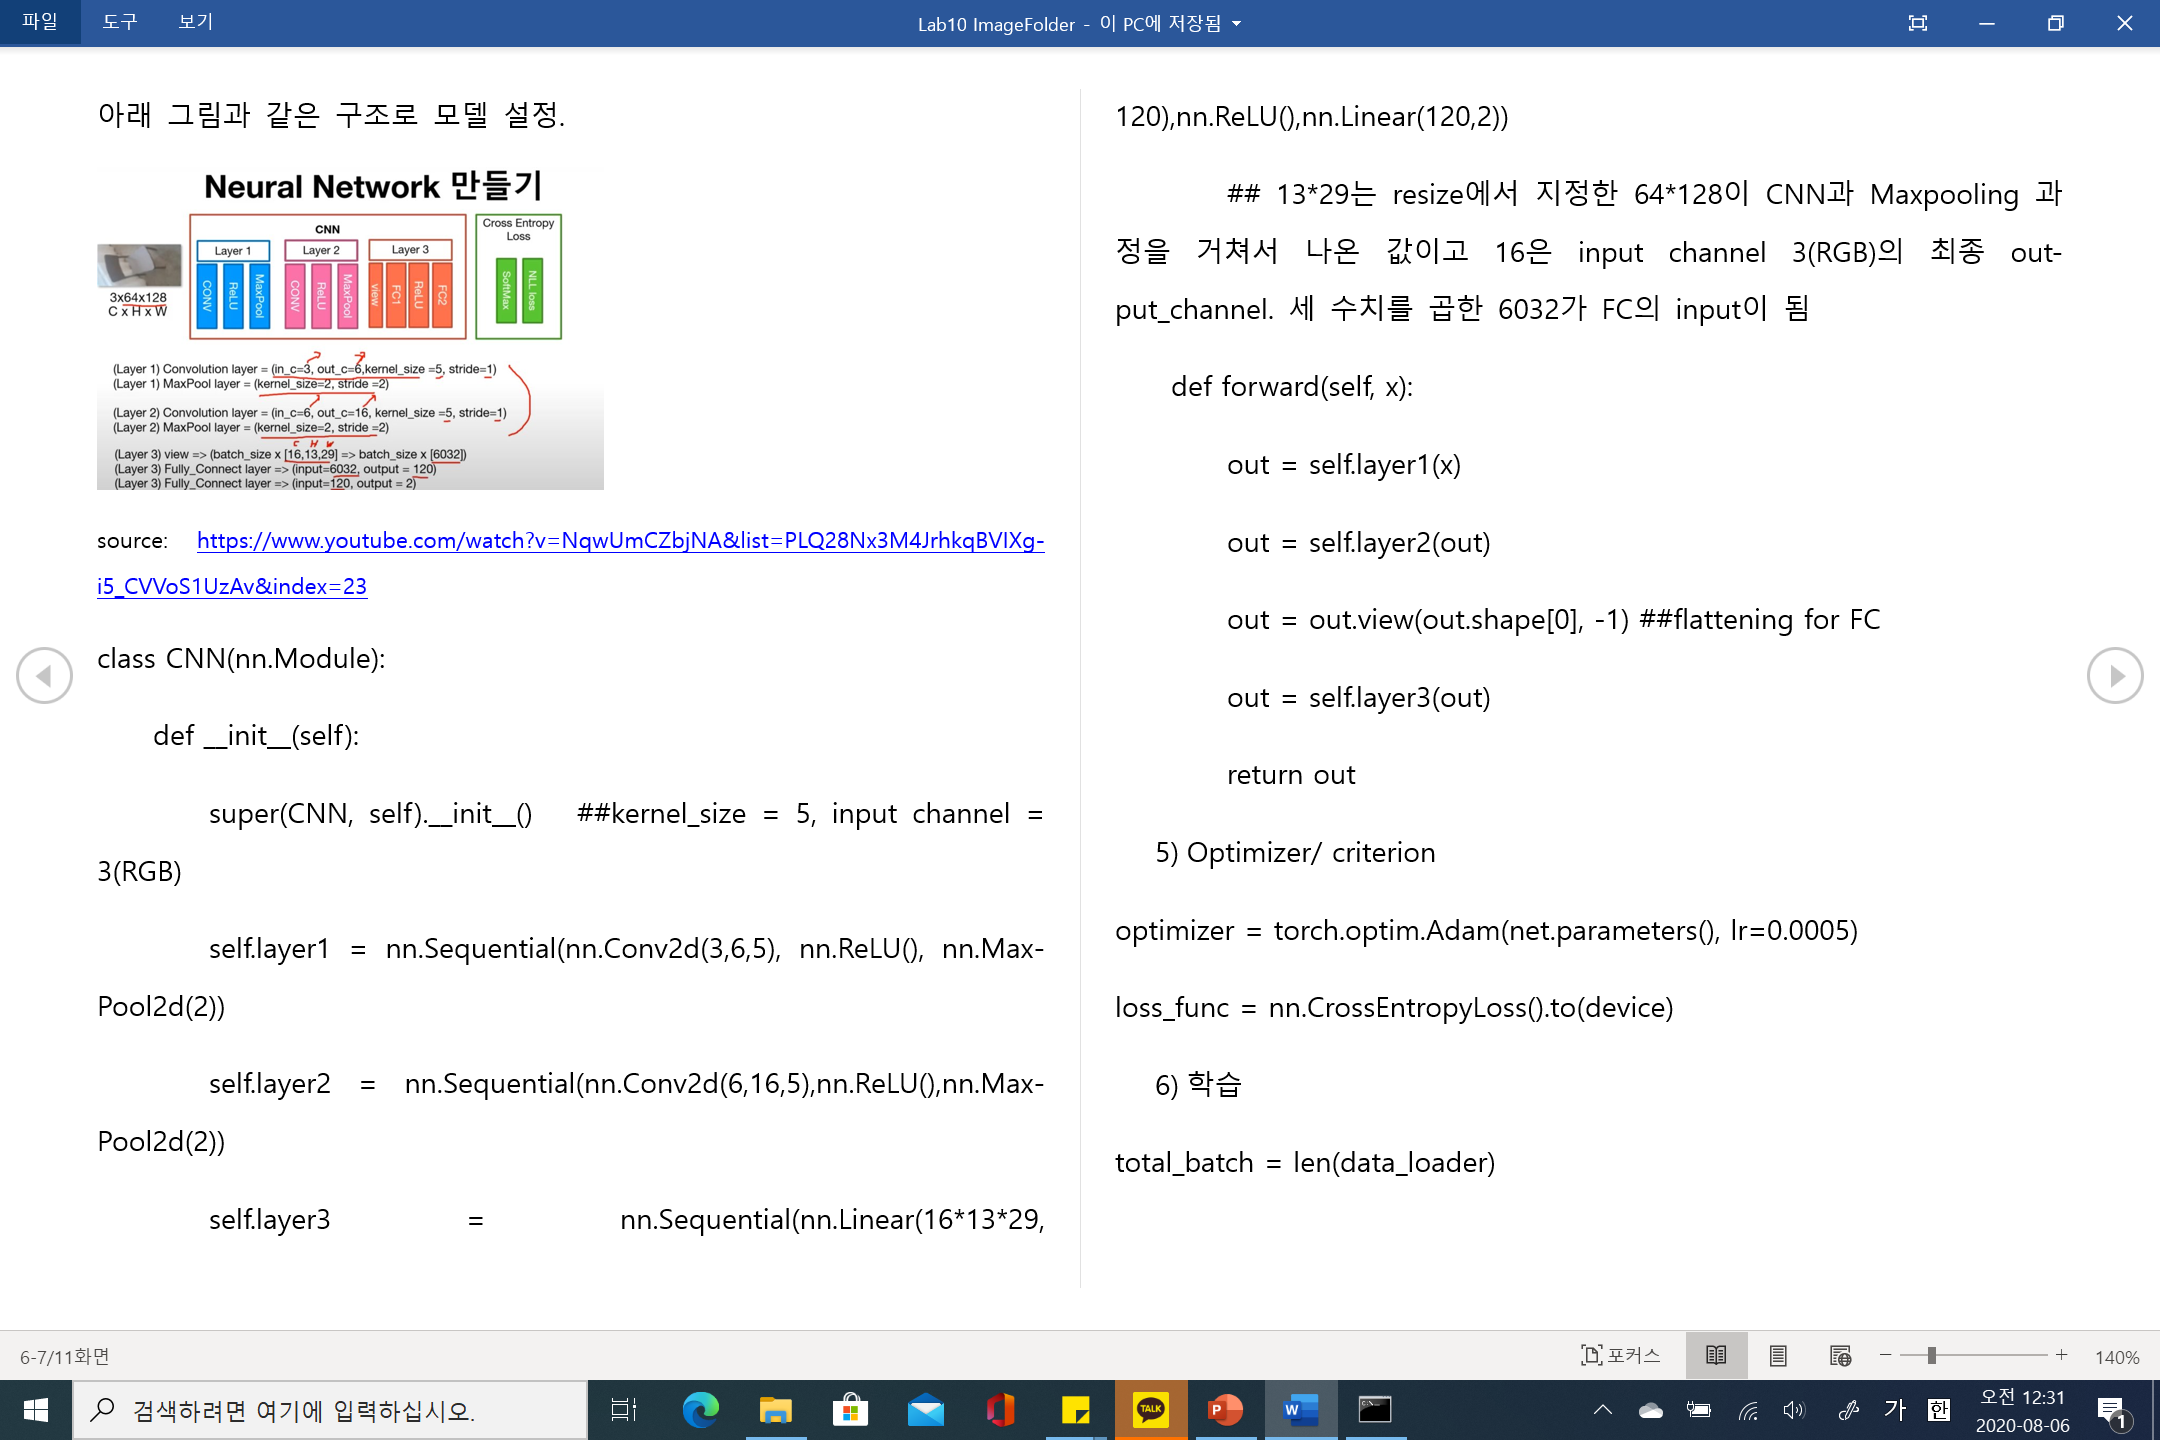 파일 도구 보기 Lab10 ImageFolder - 이 PC에 저장됨
아래 그림과 같은 구조로 모델 설정.
Neural Network 만들기
CNN
Cross Entropy
Loss
Layer 1 Layer 2 Layer 3
CONV ReLU MaxPool CONV ReLU MaxPool view FC1 ReLU FC2 SoftMax NLL loss
3x64x128
C x H x W
(Layer 1) Convolution layer = (in_c=3, out_c=6,kernel_size =5, stride=1)
(Layer 1) MaxPool layer = (kernel_size=2, stride =2)
(Layer 2) Convolution layer = (in_c=6, out_c=16, kernel_size =5, stride=1)
(Layer 2) MaxPool layer = (kernel_size=2, stride =2)
C H W
(Layer 3) view => (batch_size x [16,13,29] => batch_size x [6032])
(Layer 3) Fully_Connect layer => (input=6032, output = 120)
(Layer 3) Fully_Connect layer => (input=120, output = 2)
source: https://www.youtube.com/watch?v=NqwUmCZbjNA&list=PLQ28Nx3M4JrhkqBVIXg-
i5_CVVoS1UzAv&index=23
class CNN(nn.Module):
def __init__(self):
super(CNN, self).__init__() ##kernel_size = 5, input channel =
3(RGB)
self.layer1 = nn.Sequential(nn.Conv2d(3,6,5), nn.ReLU(), nn.Max-
Pool2d(2))
self.layer2 = nn.Sequential(nn.Conv2d(6,16,5),nn.ReLU(),nn.Max-
Pool2d(2))
self.layer3 = nn.Sequential(nn.Linear(16*13*29,
120),nn.ReLU(),nn.Linear(120,2))
## 13*29는 resize에서 지정한 64*128이 CNN과 Maxpooling 과
정을 거쳐서 나온 값이고 16은 input channel 3(RGB)의 최종 out-
put_channel. 세 수치를 곱한 6032가 FC의 input이 됨
def forward(self, x):
out = self.layer1(x)
out = self.layer2(out)
out = out.view(out.shape[0], -1) ##flattening for FC
out = self.layer3(out)
return out
5) Optimizer/ criterion
optimizer = torch.optim.Adam(net.parameters(), lr=0.0005)
loss_func = nn.CrossEntropyLoss().to(device)
6) 학습
total_batch = len(data_loader)
6-7/11화면 포커스 140%
검색하려면 여기에 입력하십시오. TALK P W 가 한 오전 12:31
2020-08-06 1